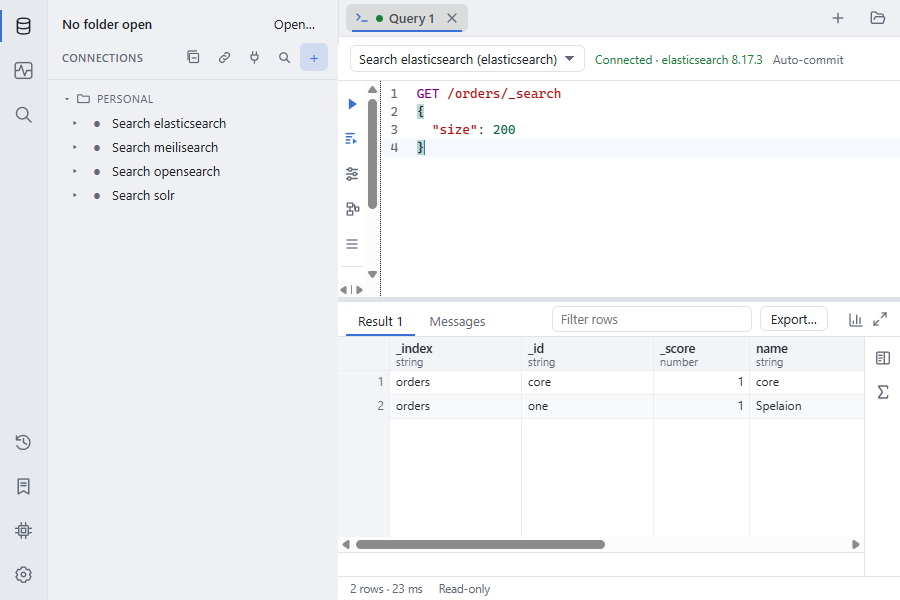 No folder open
Open...
CONNECTIONS
PERSONAL
Search elasticsearch
Search meilisearch
Search opensearch
Search solr
Query 1
Search elasticsearch (elasticsearch)
Connected · elasticsearch 8.17.3
Auto-commit
1 GET /orders/_search
2 {
3 "size": 200
4 }
Result 1
Messages
Filter rows
Export...
_index _id _score name
string string number string
1 orders core 1 core
2 orders one 1 Spelaion
2 rows · 23 ms
Read-only